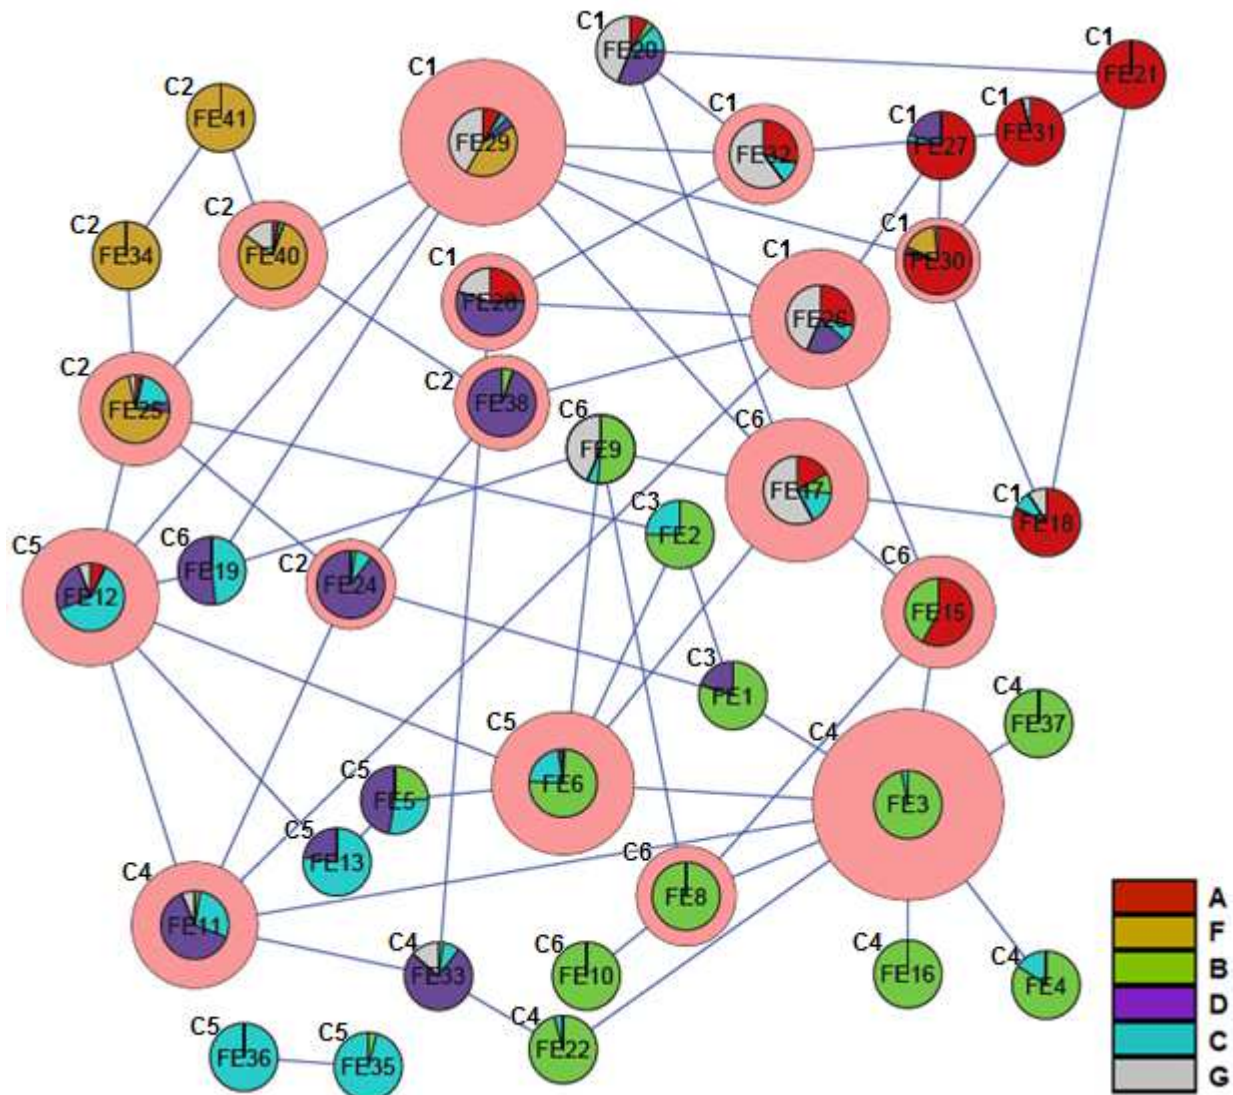 C1 FE20
C1 FE21
C1 FE29
C2 FE41
C1 FE32
C1 FE27
C1 FE31
C2 FE34
C2 FE40
C1 FE28
C1 FE26
C1 FE30
C2 FE25
C2 FE38
C6 FE9
C6 FE17
C3 FE2
C1 FE18
C5 FE12
C6 FE19
C2 FE24
C6 FE15
C3 FE1
C4 FE37
C5 FE6
C4 FE3
C5 FE5
C5 FE13
C4 FE11
C6 FE8
C4 FE33
C6 FE10
C4 FE16
C4 FE4
C4 FE22
C5 FE36
C5 FE35
A
F
B
D
C
G